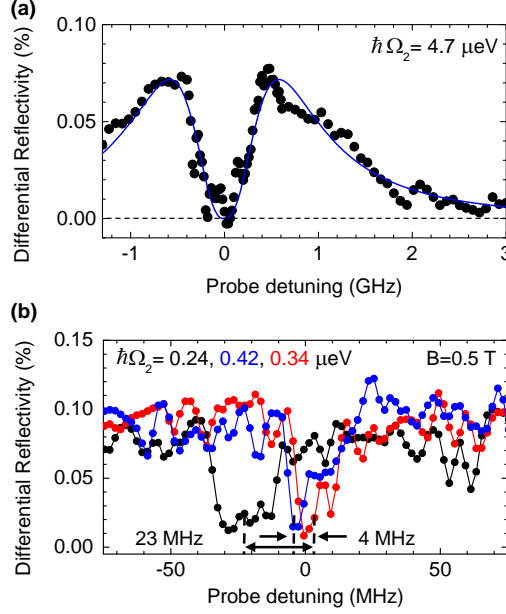 (a)
ħΩ₂= 4.7 μeV
Differential Reflectivity (%)
0.10
0.05
0.00
-1
0
1
2
3
Probe detuning (GHz)
(b)
ħΩ₂= 0.24, 0.42, 0.34 μeV
B=0.5 T
Differential Reflectivity (%)
0.15
0.10
0.05
0.00
23 MHz
4 MHz
-50
0
50
Probe detuning (MHz)